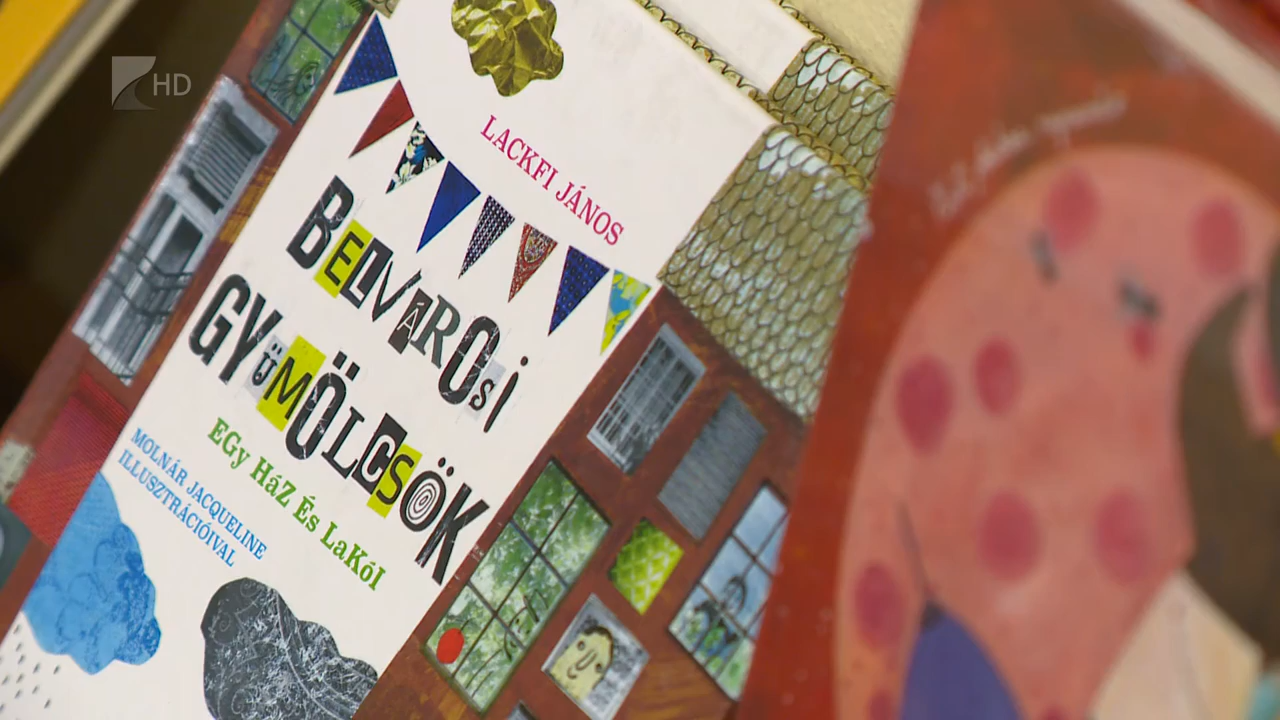 HD
LACKFI JÁNOS
BELVÁROSi
GYüMÖLCSÖK
EGy HáZ És LaKóI
MOLNÁR JACQUELINE
ILLUSZTRÁCIÓIVAL